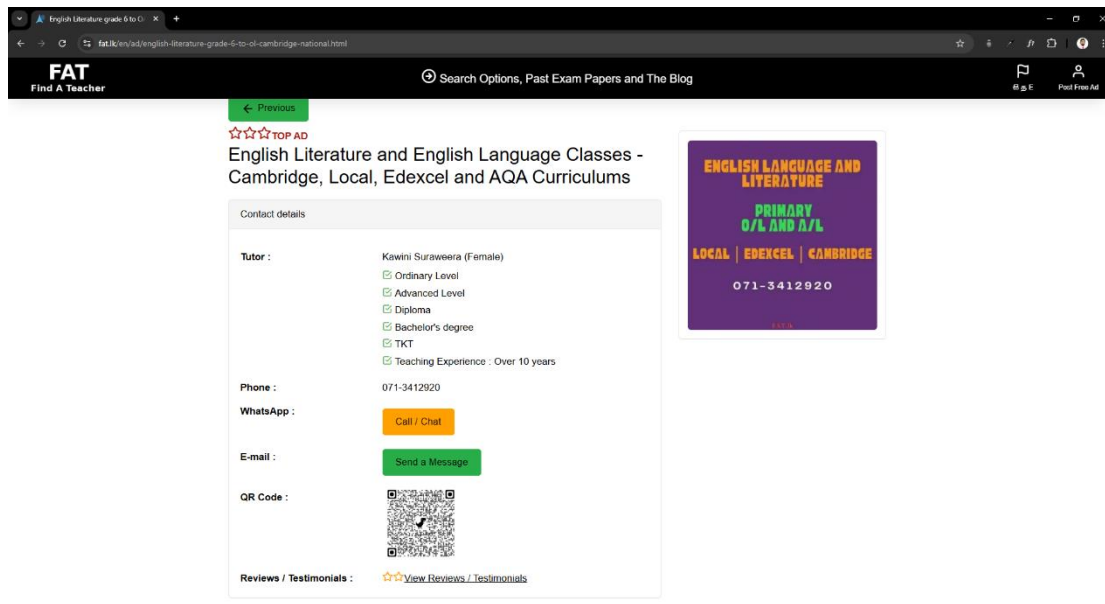 English Literature grade 6 to O
fat.lk/en/ad/english-literature-grade-6-to-ol-cambridge-national.html
FAT
Find A Teacher
Search Options, Past Exam Papers and The Blog
Post Free Ad
Previous
TOP AD
English Literature and English Language Classes -
Cambridge, Local, Edexcel and AQA Curriculums
Contact details
Tutor :
Kawini Suraweera (Female)
Ordinary Level
Advanced Level
Diploma
Bachelor's degree
TKT
Teaching Experience : Over 10 years
Phone :
071-3412920
WhatsApp :
Call / Chat
E-mail :
Send a Message
QR Code :
Reviews / Testimonials :
View Reviews / Testimonials
ENGLISH LANGUAGE AND
LITERATURE
PRIMARY
O/L AND A/L
LOCAL | EDEXCEL | CAMBRIDGE
071-3412920
FAT.lk